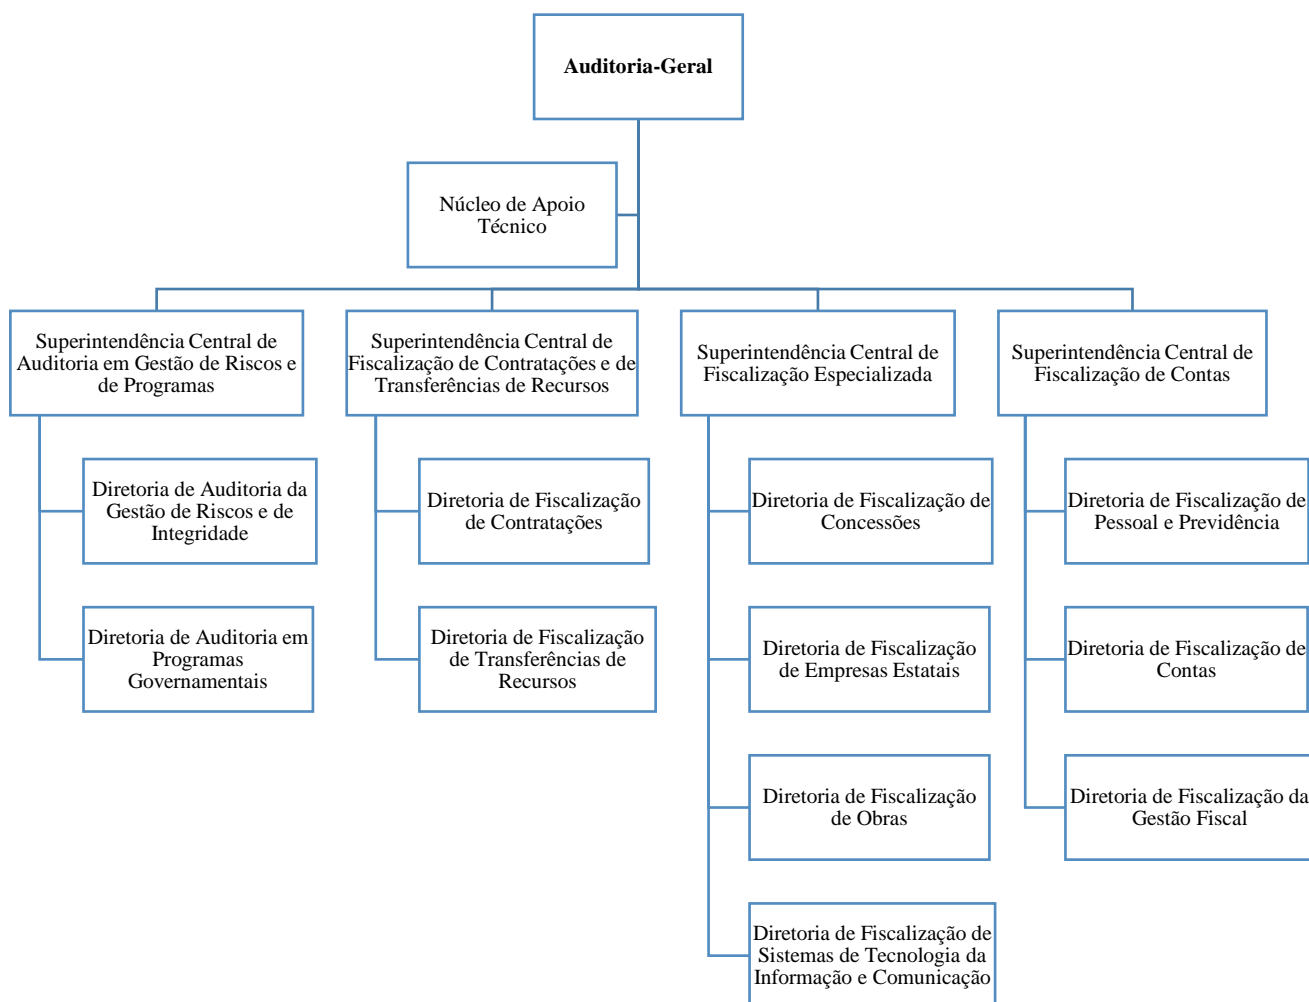 Auditoria-Geral
Núcleo de Apoio
Técnico
Superintendência Central de
Auditoria em Gestão de Riscos e
de Programas
Superintendência Central de
Fiscalização de Contratações e de
Transferências de Recursos
Superintendência Central de
Fiscalização Especializada
Superintendência Central de
Fiscalização de Contas
Diretoria de Auditoria da
Gestão de Riscos e de
Integridade
Diretoria de Fiscalização
de Contratações
Diretoria de Fiscalização de
Concessões
Diretoria de Fiscalização de
Pessoal e Previdência
Diretoria de Auditoria em
Programas
Governamentais
Diretoria de Fiscalização
de Transferências de
Recursos
Diretoria de Fiscalização
de Empresas Estatais
Diretoria de Fiscalização de
Contas
Diretoria de Fiscalização
de Obras
Diretoria de Fiscalização da
Gestão Fiscal
Diretoria de Fiscalização de
Sistemas de Tecnologia da
Informação e Comunicação